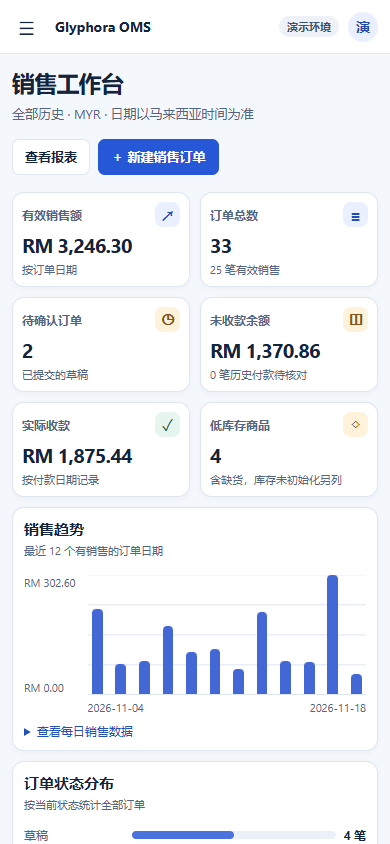 Glyphora OMS
演示环境
演
销售工作台
全部历史 · MYR · 日期以马来西亚时间为准
查看报表
+ 新建销售订单
有效销售额
RM 3,246.30
按订单日期
订单总数
33
25 笔有效销售
待确认订单
2
已提交的草稿
未收款余额
RM 1,370.86
0 笔历史付款待核对
实际收款
RM 1,875.44
按付款日期记录
低库存商品
4
含缺货，库存未初始化另列
销售趋势
最近 12 个有销售的订单日期
RM 302.60
RM 0.00
2026-11-04
2026-11-18
查看每日销售数据
订单状态分布
按当前状态统计全部订单
草稿
4 笔